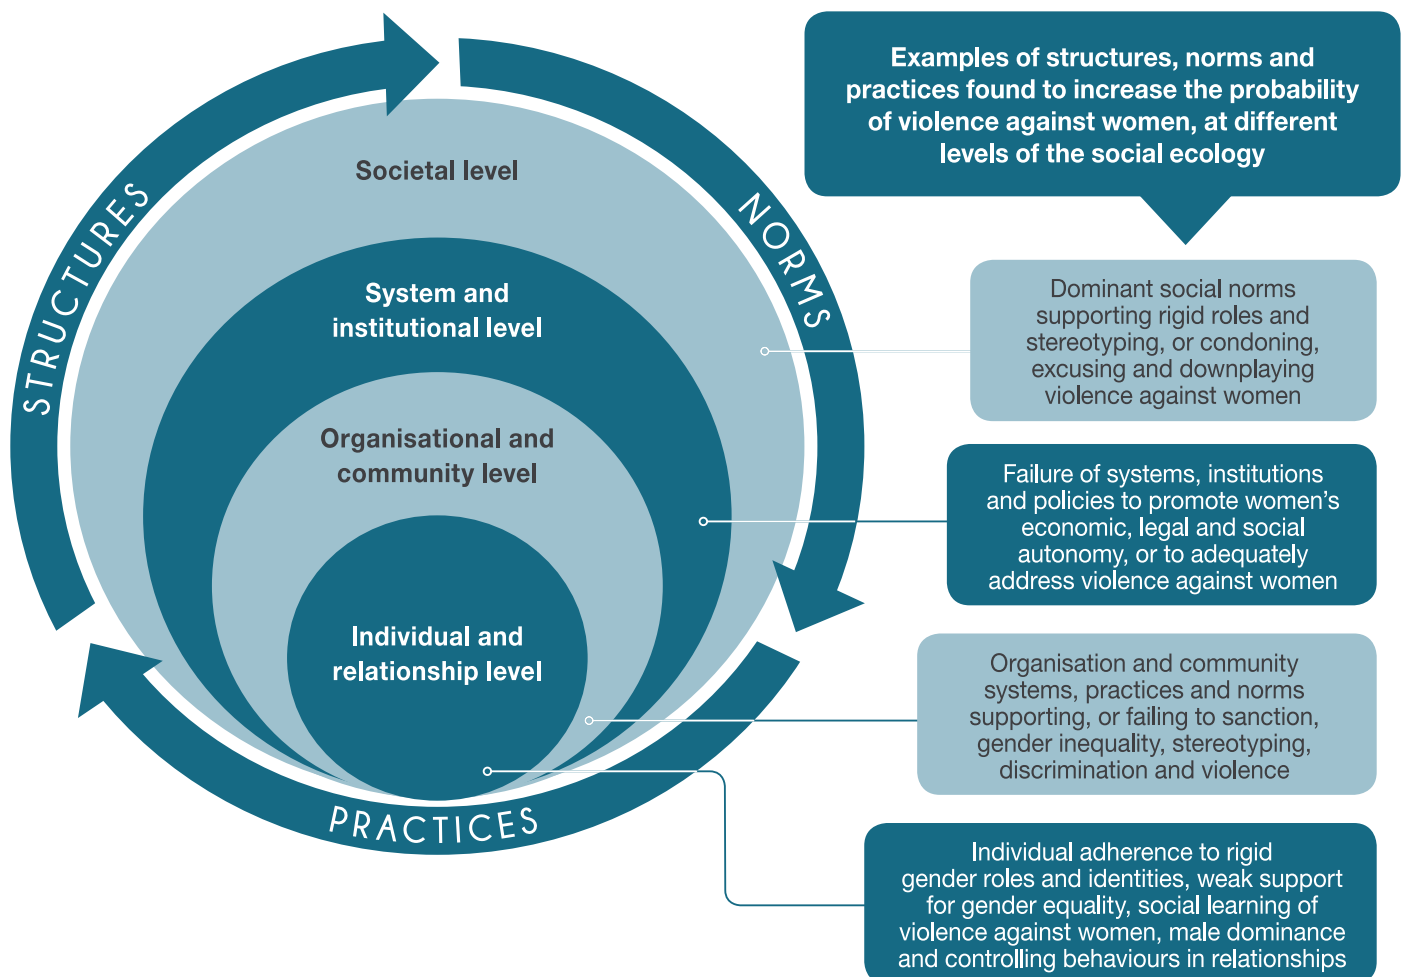 Examples of structures, norms and
practices found to increase the probability
of violence against women, at different
levels of the social ecology
STRUCTURES
NORMS
PRACTICES
Societal level
System and
institutional level
Organisational and
community level
Individual and
relationship level
Dominant social norms
supporting rigid roles and
stereotyping, or condoning,
excusing and downplaying
violence against women
Failure of systems, institutions
and policies to promote women’s
economic, legal and social
autonomy, or to adequately
address violence against women
Organisation and community
systems, practices and norms
supporting, or failing to sanction,
gender inequality, stereotyping,
discrimination and violence
Individual adherence to rigid
gender roles and identities, weak support
for gender equality, social learning of
violence against women, male dominance
and controlling behaviours in relationships